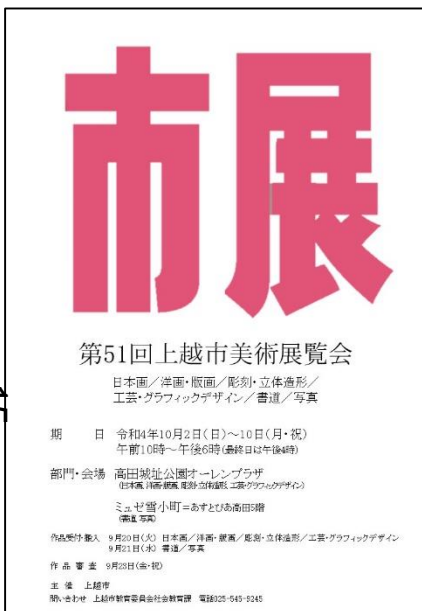 市展
第51回上越市美術展覧会
日本画／洋画・版画／彫刻・立体造形／
工芸・グラフィックデザイン／書道／写真
期　日　令和4年10月2日(日)～10日(月・祝)
午前10時～午後6時(最終日は午後4時)
部門・会場　高田城址公園オーレンプラザ
(日本画、洋画・版画、彫刻・立体造形、工芸・グラフィックデザイン)
ミュゼ雪小町=あすとぴあ高田5階
(書道、写真)
作品受付・搬入　9月20日(火) 日本画／洋画・版画／彫刻・立体造形／工芸・グラフィックデザイン
9月21日(水) 書道／写真
作品審査　9月23日(金・祝)
主催　上越市
問い合わせ　上越市教育委員会社会教育課　電話025-545-9245